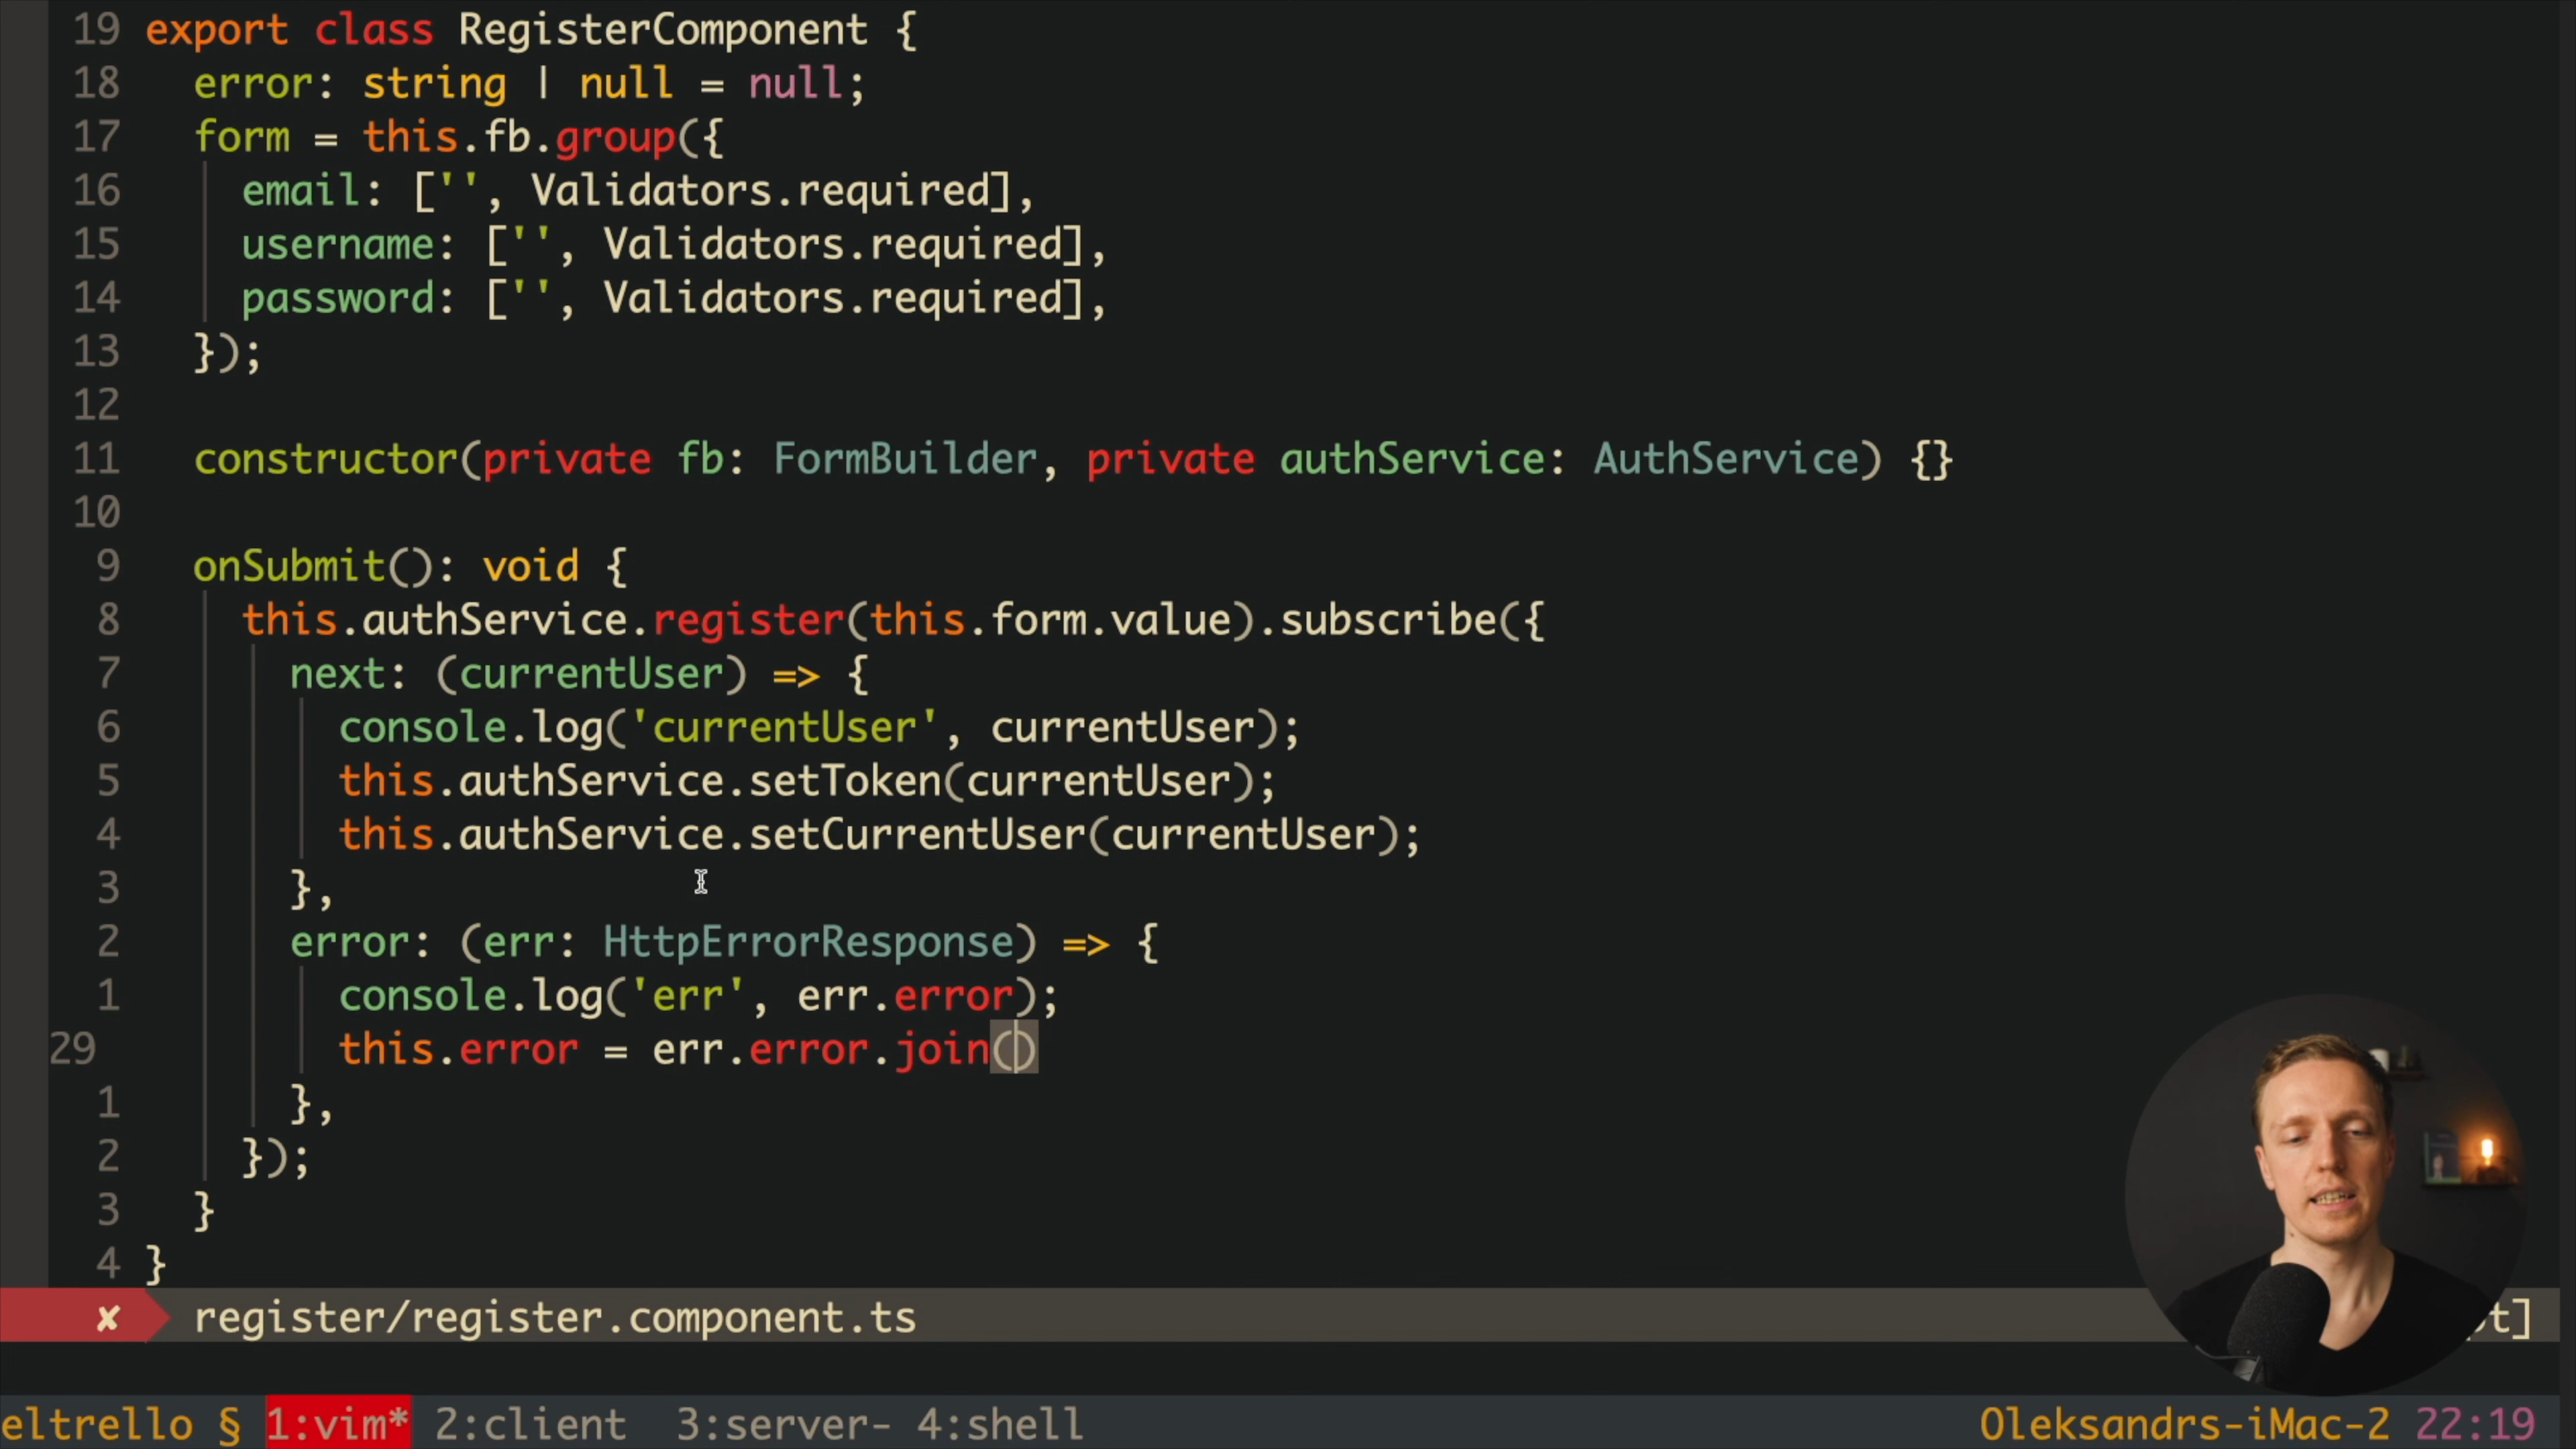 19 export class RegisterComponent {
18 error: string | null = null;
17 form = this.fb.group({
16 email: ['', Validators.required],
15 username: ['', Validators.required],
14 password: ['', Validators.required],
13 });
12
11 constructor(private fb: FormBuilder, private authService: AuthService) {}
10
9 onSubmit(): void {
8 this.authService.register(this.form.value).subscribe({
7 next: (currentUser) => {
6 console.log('currentUser', currentUser);
5 this.authService.setToken(currentUser);
4 this.authService.setCurrentUser(currentUser);
3 },
2 error: (err: HttpErrorResponse) => {
1 console.log('err', err.error);
29 this.error = err.error.join()
1 },
2 });
3 }
4 }
✘ register/register.component.ts
eltrello § 1:vim* 2:client 3:server- 4:shell Oleksandrs-iMac-2 22:19